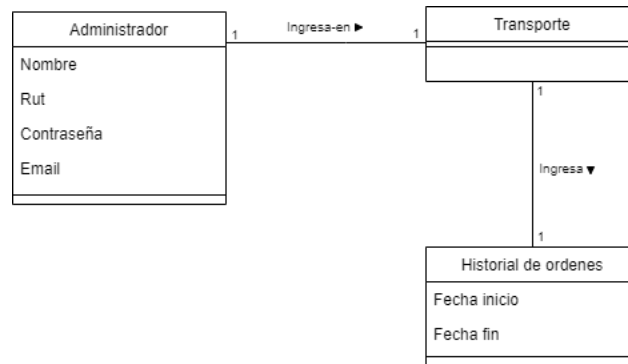 Administrador
Nombre
Rut
Contraseña
Email
1
Ingresa-en ▶
1
Transporte
1
Ingresa ▼
1
Historial de ordenes
Fecha inicio
Fecha fin